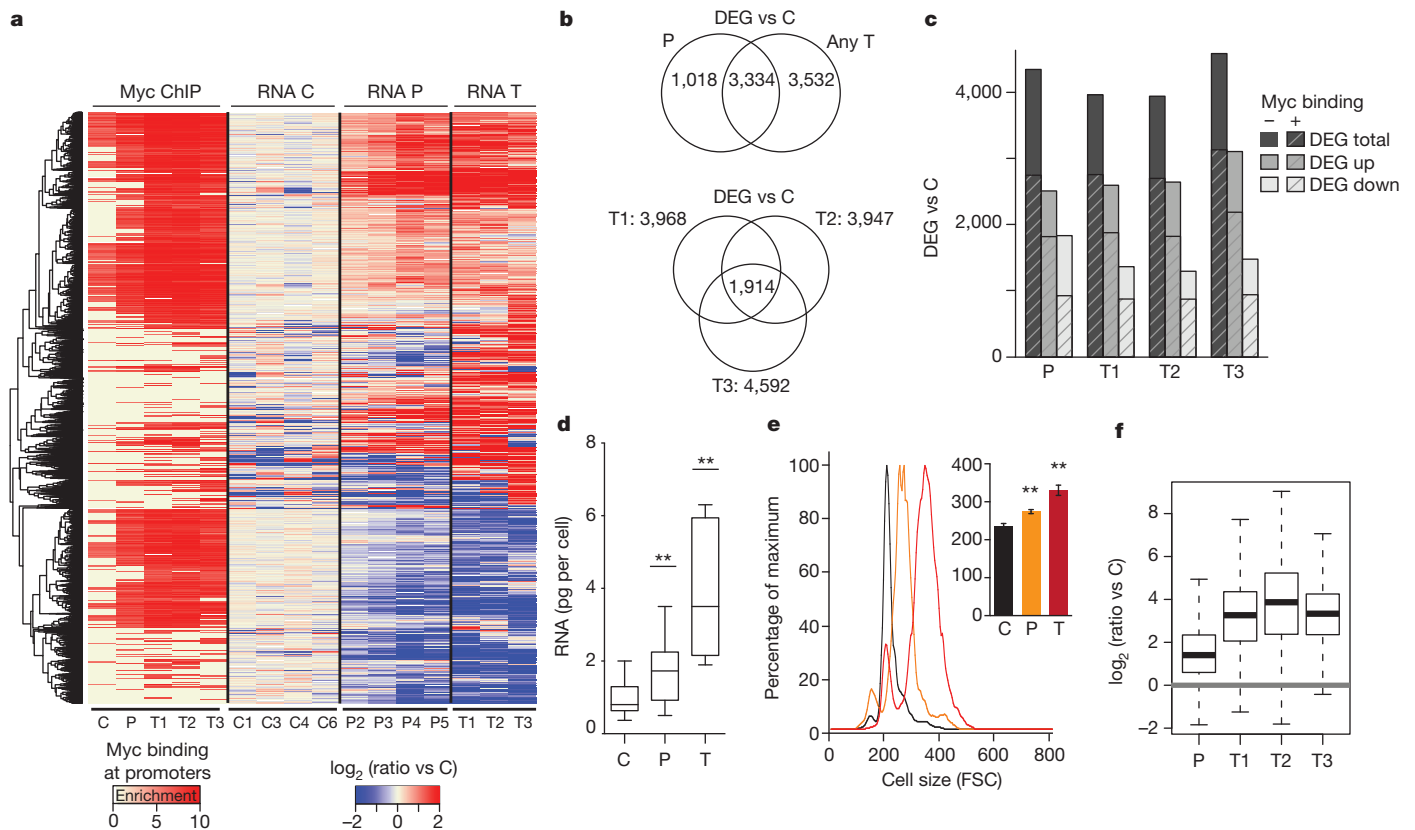 a
Myc ChIP RNA C RNA P RNA T
C P T1 T2 T3 C1 C3 C4 C6 P2 P3 P4 P5 T1 T2 T3
Myc binding
at promoters
Enrichment
0 5 10
log2 (ratio vs C)
−2 0 2
b
DEG vs C
P Any T
1,018 3,334 3,532
DEG vs C
T1: 3,968 T2: 3,947
1,914
T3: 4,592
c
DEG vs C
4,000
2,000
0
P T1 T2 T3
Myc binding
− +
DEG total
DEG up
DEG down
d
RNA (pg per cell)
8
6
4
2
0
**
**
C P T
e
Percentage of maximum
100
80
60
40
20
0
0 200 400 600 800
Cell size (FSC)
400
300
200
100
0
**
**
C P T
f
log2 (ratio vs C)
8
6
4
2
0
−2
P T1 T2 T3